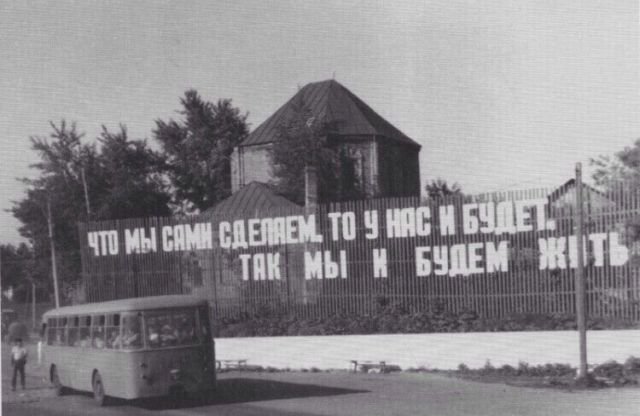 ЧТО МЫ САМИ СДЕЛАЕМ, ТО У НАС И БУДЕТ.
ТАК МЫ И БУДЕМ ЖИТЬ